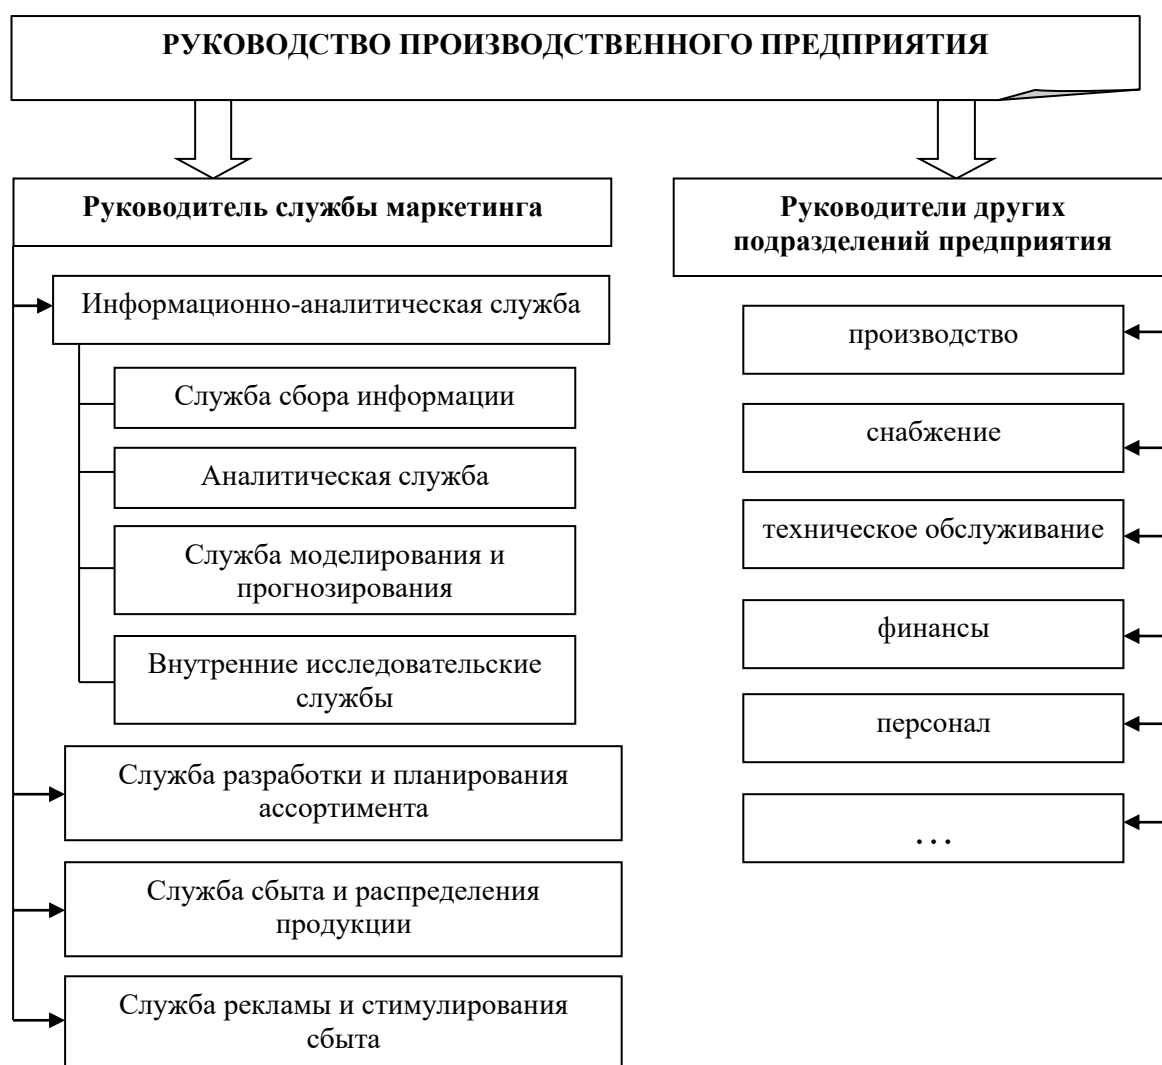 РУКОВОДСТВО ПРОИЗВОДСТВЕННОГО ПРЕДПРИЯТИЯ
Руководитель службы маркетинга
Информационно-аналитическая служба
Служба сбора информации
Аналитическая служба
Служба моделирования и
прогнозирования
Внутренние исследовательские
службы
Служба разработки и планирования
ассортимента
Служба сбыта и распределения
продукции
Служба рекламы и стимулирования
сбыта
Руководители других
подразделений предприятия
производство
снабжение
техническое обслуживание
финансы
персонал
...